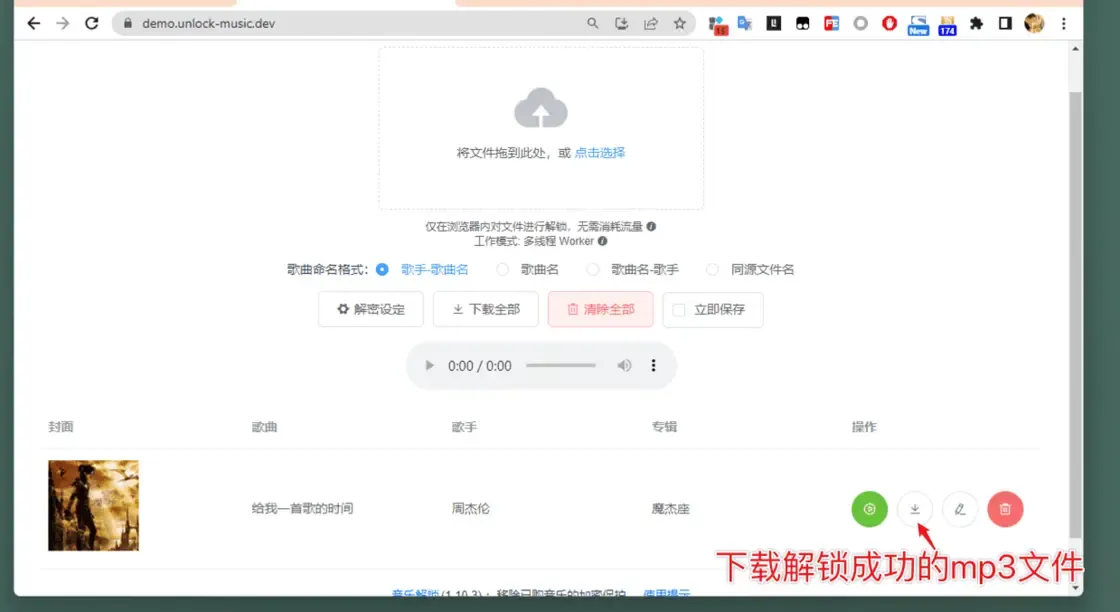 demo.unlock-music.dev
15
New
174
将文件拖到此处，或 点击选择
仅在浏览器内对文件进行解锁，无需消耗流量
工作模式: 多线程 Worker
歌曲命名格式： 歌手-歌曲名 歌曲名 歌曲名-歌手 同源文件名
解密设定 下载全部 清除全部 立即保存
0:00 / 0:00
封面 歌曲 歌手 专辑 操作
给我一首歌的时间 周杰伦 魔杰座
下载解锁成功的mp3文件
音乐解锁(1.10.3)：移除已购音乐的加密保护。 使用提示